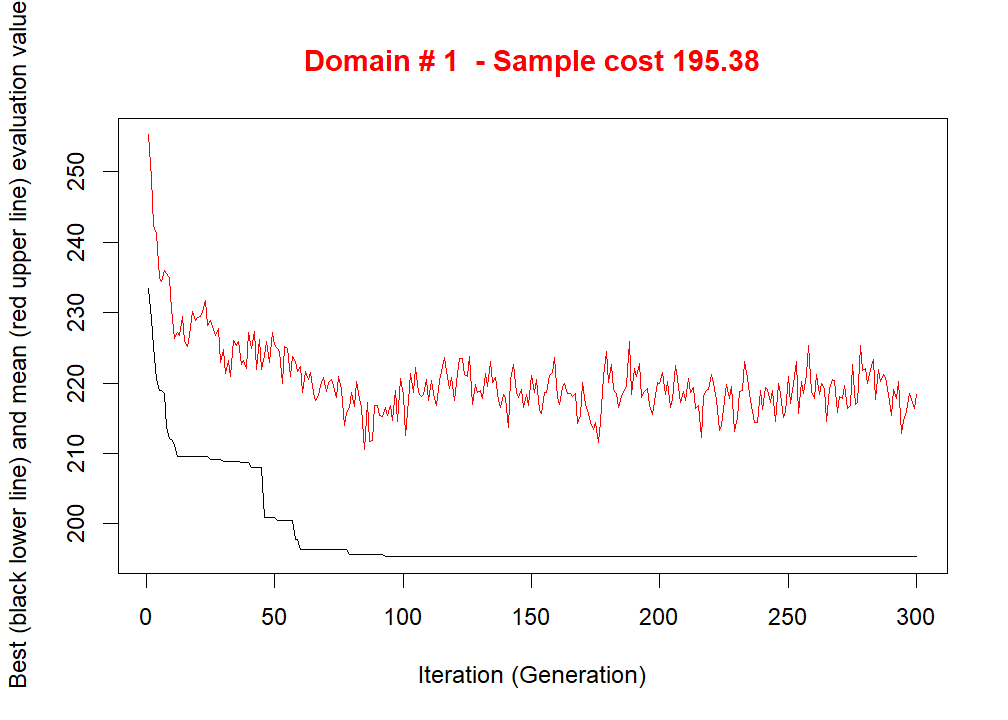 Domain # 1  - Sample cost 195.38
Best (black lower line) and mean (red upper line) evaluation value
250
240
230
220
210
200
0 50 100 150 200 250 300
Iteration (Generation)